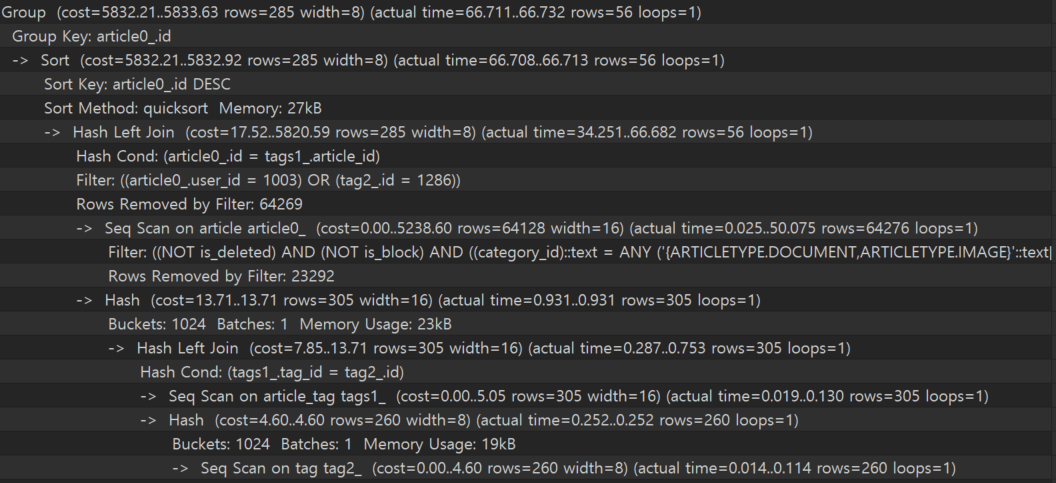 Group  (cost=5832.21..5833.63 rows=285 width=8) (actual time=66.711..66.732 rows=56 loops=1)
Group Key: article0_.id
->  Sort  (cost=5832.21..5832.92 rows=285 width=8) (actual time=66.708..66.713 rows=56 loops=1)
Sort Key: article0_.id DESC
Sort Method: quicksort  Memory: 27kB
->  Hash Left Join  (cost=17.52..5820.59 rows=285 width=8) (actual time=34.251..66.682 rows=56 loops=1)
Hash Cond: (article0_.id = tags1_.article_id)
Filter: ((article0_.user_id = 1003) OR (tag2_.id = 1286))
Rows Removed by Filter: 64269
->  Seq Scan on article article0_  (cost=0.00..5238.60 rows=64128 width=16) (actual time=0.025..50.075 rows=64276 loops=1)
Filter: ((NOT is_deleted) AND (NOT is_block) AND ((category_id)::text = ANY ('{ARTICLETYPE.DOCUMENT,ARTICLETYPE.IMAGE}'::text
Rows Removed by Filter: 23292
->  Hash  (cost=13.71..13.71 rows=305 width=16) (actual time=0.931..0.931 rows=305 loops=1)
Buckets: 1024  Batches: 1  Memory Usage: 23kB
->  Hash Left Join  (cost=7.85..13.71 rows=305 width=16) (actual time=0.287..0.753 rows=305 loops=1)
Hash Cond: (tags1_.tag_id = tag2_.id)
->  Seq Scan on article_tag tags1_  (cost=0.00..5.05 rows=305 width=16) (actual time=0.019..0.130 rows=305 loops=1)
->  Hash  (cost=4.60..4.60 rows=260 width=8) (actual time=0.252..0.252 rows=260 loops=1)
Buckets: 1024  Batches: 1  Memory Usage: 19kB
->  Seq Scan on tag tag2_  (cost=0.00..4.60 rows=260 width=8) (actual time=0.014..0.114 rows=260 loops=1)